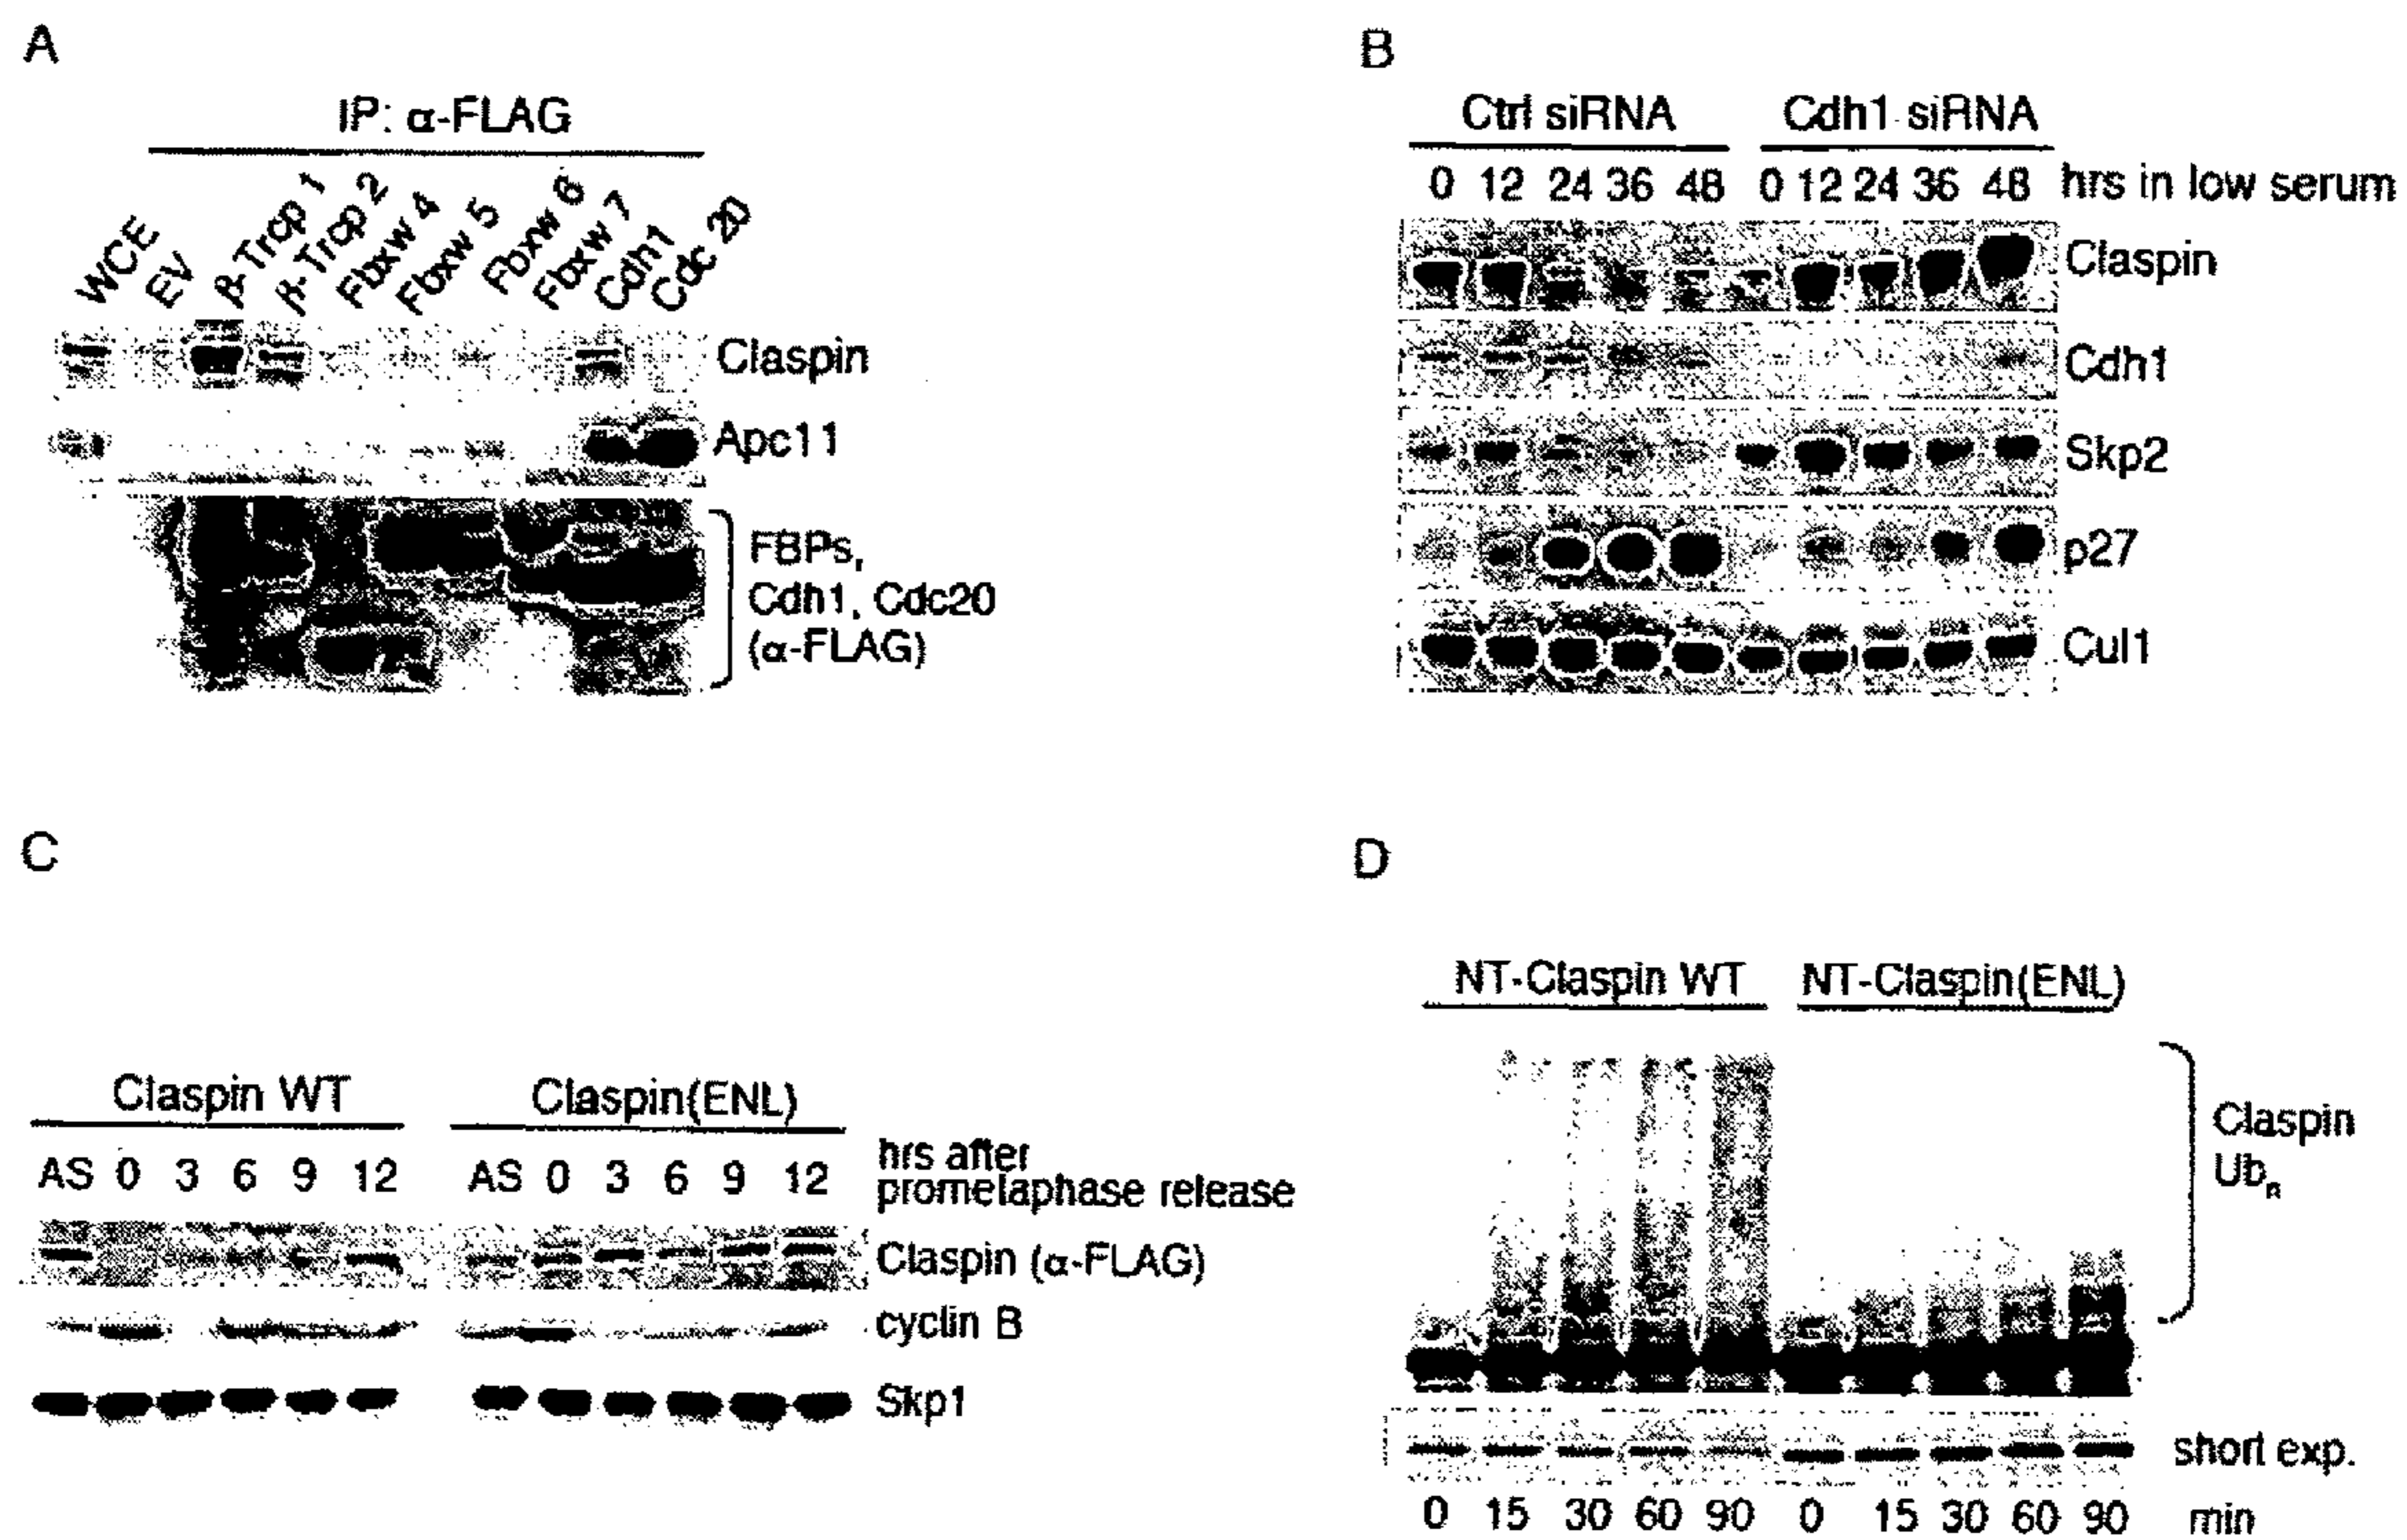 A
IP: α-FLAG
WCE
EV
β-Trcp 1
β-Trcp 2
Fbxw 4
Fbxw 5
Fbxw 6
Fbxw 7
Cdh1
Cdc 20
Claspin
Apc11
FBPs,
Cdh1, Cdc20
(α-FLAG)
B
Ctrl siRNA Cdh1 siRNA
0 12 24 36 48 0 12 24 36 48 hrs in low serum
Claspin
Cdh1
Skp2
p27
Cul1
C
Claspin WT Claspin(ENL)
AS 0 3 6 9 12 AS 0 3 6 9 12
hrs after
prometaphase release
Claspin (α-FLAG)
cyclin B
Skp1
D
NT-Claspin WT NT-Claspin(ENL)
Claspin
Ubn
short exp.
0 15 30 60 90 0 15 30 60 90 min